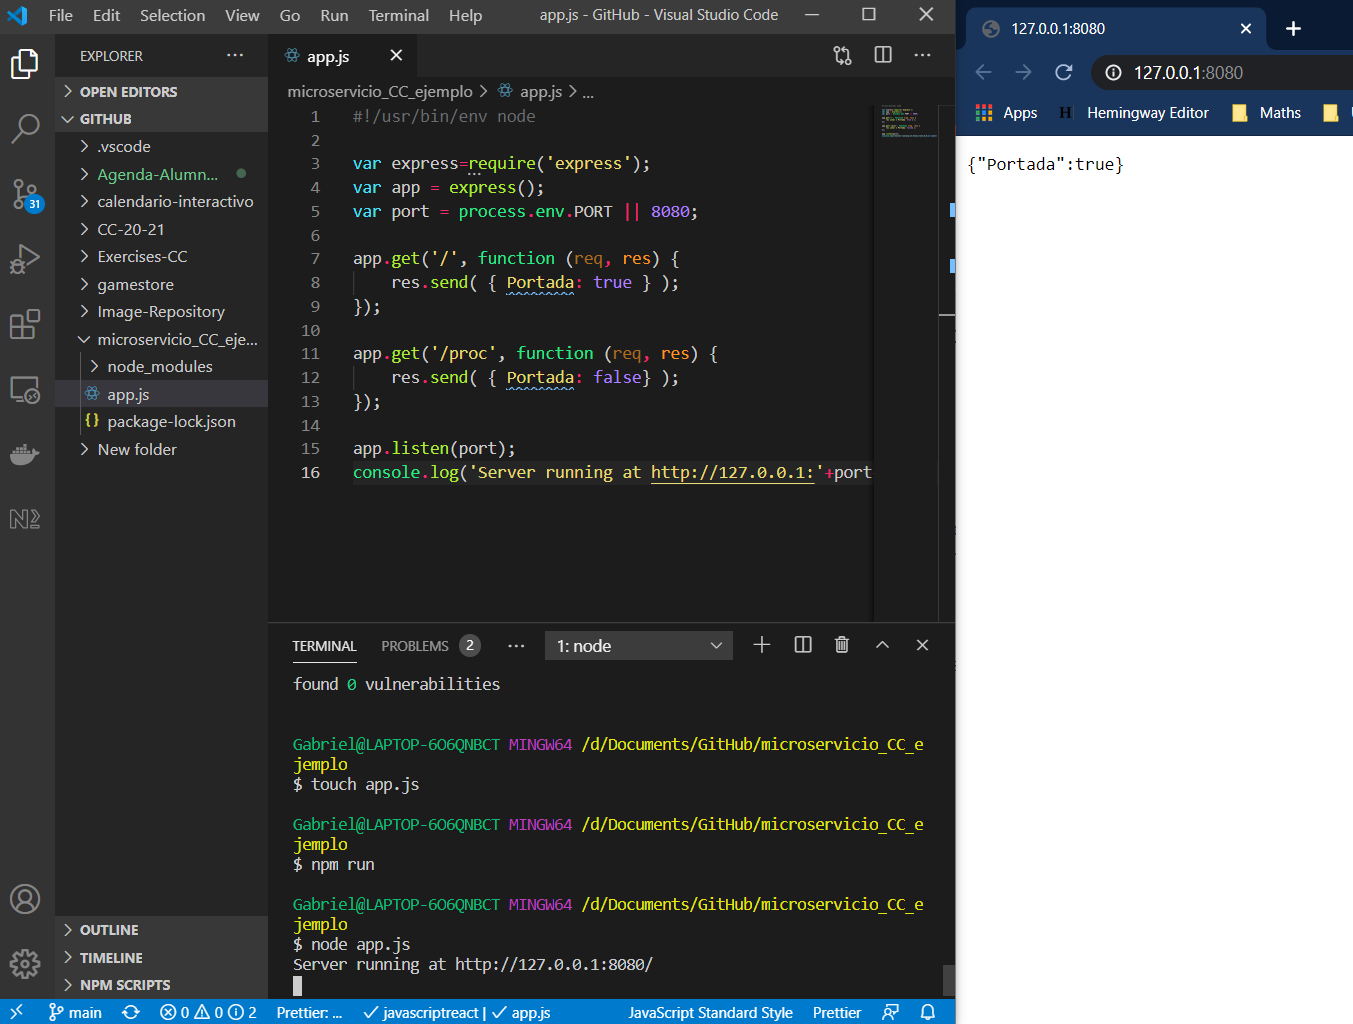 File Edit Selection View Go Run Terminal Help app.js - GitHub - Visual Studio Code
EXPLORER
OPEN EDITORS
GITHUB
.vscode
Agenda-Alumn...
calendario-interactivo
CC-20-21
Exercises-CC
gamestore
Image-Repository
microservicio_CC_eje...
node_modules
app.js
{} package-lock.json
New folder
OUTLINE
TIMELINE
NPM SCRIPTS
31
app.js
microservicio_CC_ejemplo > app.js > ...
1 #!/usr/bin/env node
2
3 var express=require('express');
4 var app = express();
5 var port = process.env.PORT || 8080;
6
7 app.get('/', function (req, res) {
8 res.send( { Portada: true } );
9 });
10
11 app.get('/proc', function (req, res) {
12 res.send( { Portada: false} );
13 });
14
15 app.listen(port);
16 console.log('Server running at http://127.0.0.1:'+port
TERMINAL PROBLEMS 2 ... 1: node
found 0 vulnerabilities
Gabriel@LAPTOP-6O6QNBCT MINGW64 /d/Documents/GitHub/microservicio_CC_e
jemplo
$ touch app.js
Gabriel@LAPTOP-6O6QNBCT MINGW64 /d/Documents/GitHub/microservicio_CC_e
jemplo
$ npm run
Gabriel@LAPTOP-6O6QNBCT MINGW64 /d/Documents/GitHub/microservicio_CC_e
jemplo
$ node app.js
Server running at http://127.0.0.1:8080/
main 0 0 2 Prettier: ... javascriptreact | app.js JavaScript Standard Style Prettier
127.0.0.1:8080
127.0.0.1:8080
Apps H Hemingway Editor Maths
{"Portada":true}